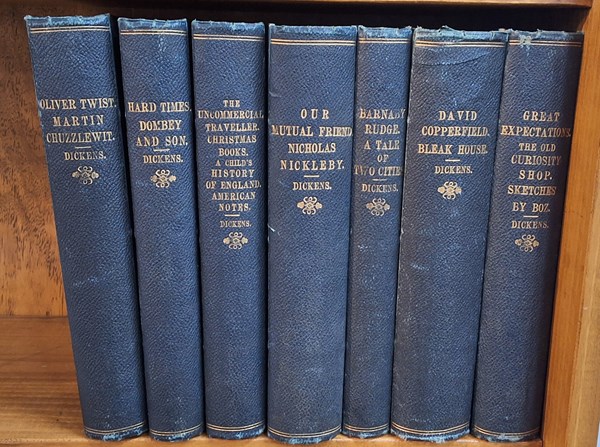 OLIVER TWIST.
MARTIN
CHUZZLEWIT.
DICKENS.
HARD TIMES.
DOMBEY
AND SON.
DICKENS.
THE
UNCOMMERCIAL
TRAVELLER.
CHRISTMAS
BOOKS.
A CHILD'S
HISTORY
OF ENGLAND.
AMERICAN
NOTES.
DICKENS.
OUR
MUTUAL FRIEND.
NICHOLAS
NICKLEBY.
DICKENS.
BARNABY
RUDGE.
A TALE
OF
TWO CITIES.
DICKENS.
DAVID
COPPERFIELD.
BLEAK HOUSE.
DICKENS.
GREAT
EXPECTATIONS.
THE OLD
CURIOSITY
SHOP.
SKETCHES
BY BOZ.
DICKENS.